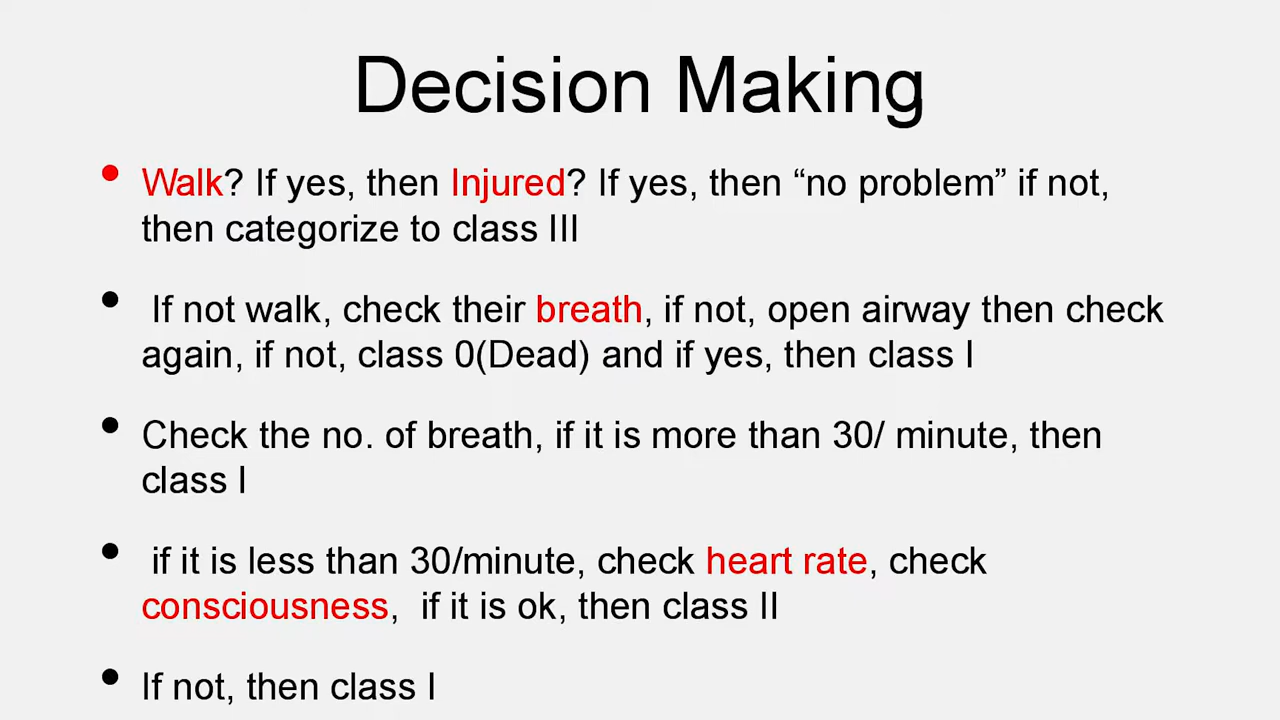 Decision Making
• Walk? If yes, then Injured? If yes, then “no problem” if not,
then categorize to class III
• If not walk, check their breath, if not, open airway then check
again, if not, class 0(Dead) and if yes, then class I
• Check the no. of breath, if it is more than 30/ minute, then
class I
• if it is less than 30/minute, check heart rate, check
consciousness, if it is ok, then class II
• If not, then class I